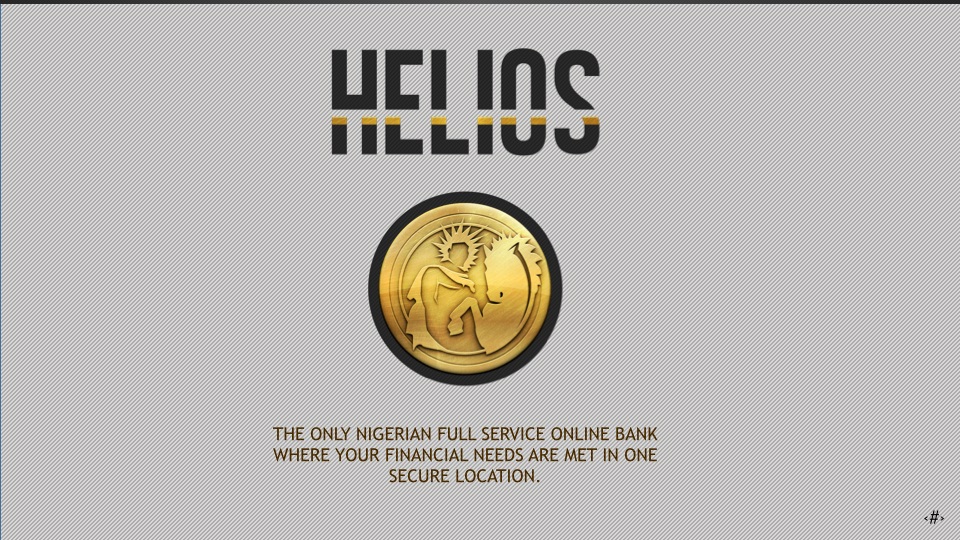 HELIOS
THE ONLY NIGERIAN FULL SERVICE ONLINE BANK
WHERE YOUR FINANCIAL NEEDS ARE MET IN ONE
SECURE LOCATION.
‹#›